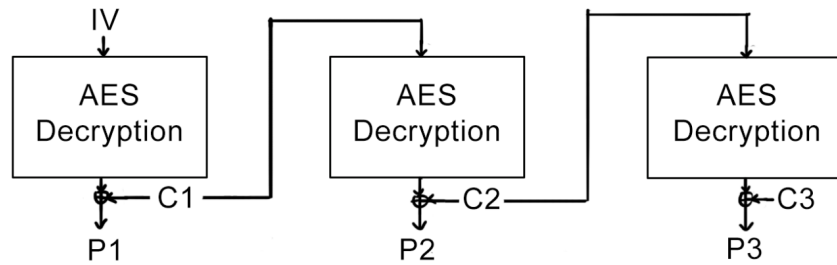 IV
AES
Decryption
AES
Decryption
AES
Decryption
C1
C2
C3
P1
P2
P3